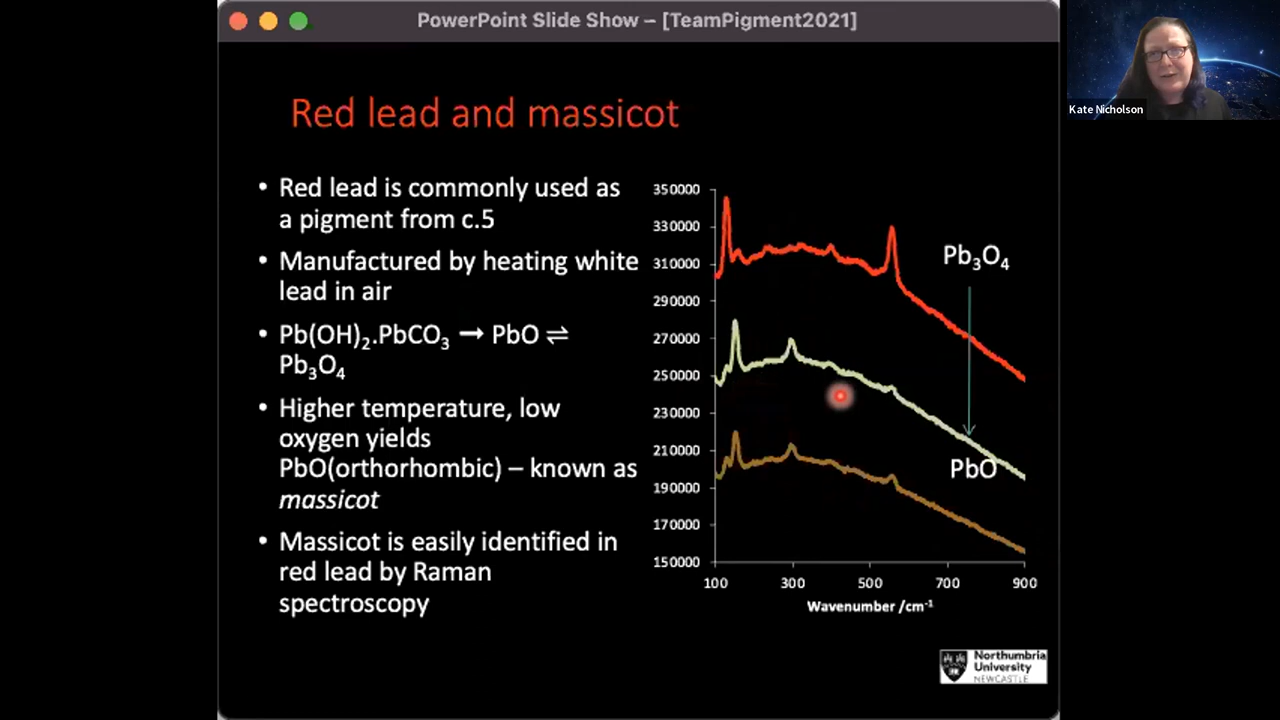 PowerPoint Slide Show – [TeamPigment2021]
Kate Nicholson
Red lead and massicot
• Red lead is commonly used as
a pigment from c.5
• Manufactured by heating white
lead in air
• Pb(OH)₂.PbCO₃ → PbO ⇌
Pb₃O₄
• Higher temperature, low
oxygen yields
PbO(orthorhombic) – known as
massicot
• Massicot is easily identified in
red lead by Raman
spectroscopy
350000
330000
310000
290000
270000
250000
230000
210000
190000
170000
150000
100 300 500 700 900
Wavenumber /cm⁻¹
Pb₃O₄
PbO
Northumbria
University
NEWCASTLE